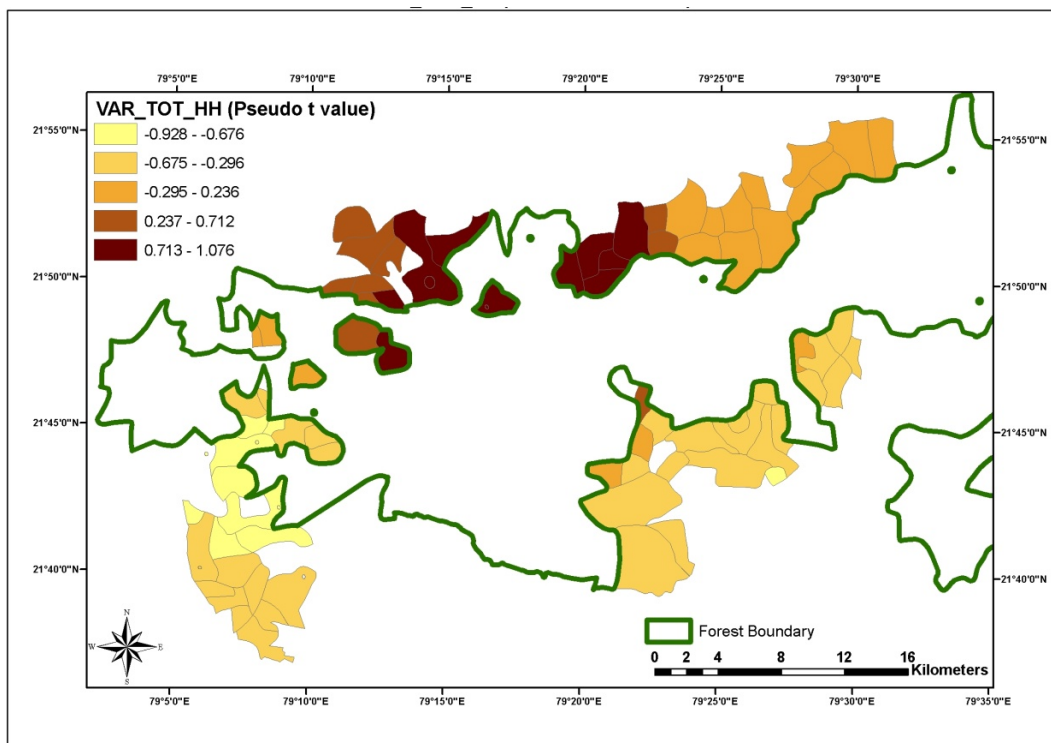 79°5'0"E 79°10'0"E 79°15'0"E 79°20'0"E 79°25'0"E 79°30'0"E
VAR_TOT_HH (Pseudo t value)
-0.928 - -0.676
-0.675 - -0.296
-0.295 - 0.236
0.237 - 0.712
0.713 - 1.076
21°55'0"N 21°55'0"N
21°50'0"N 21°50'0"N
21°45'0"N 21°45'0"N
21°40'0"N 21°40'0"N
N
W E
S
Forest Boundary
0 2 4 8 12 16
Kilometers
79°5'0"E 79°10'0"E 79°15'0"E 79°20'0"E 79°25'0"E 79°30'0"E 79°35'0"E